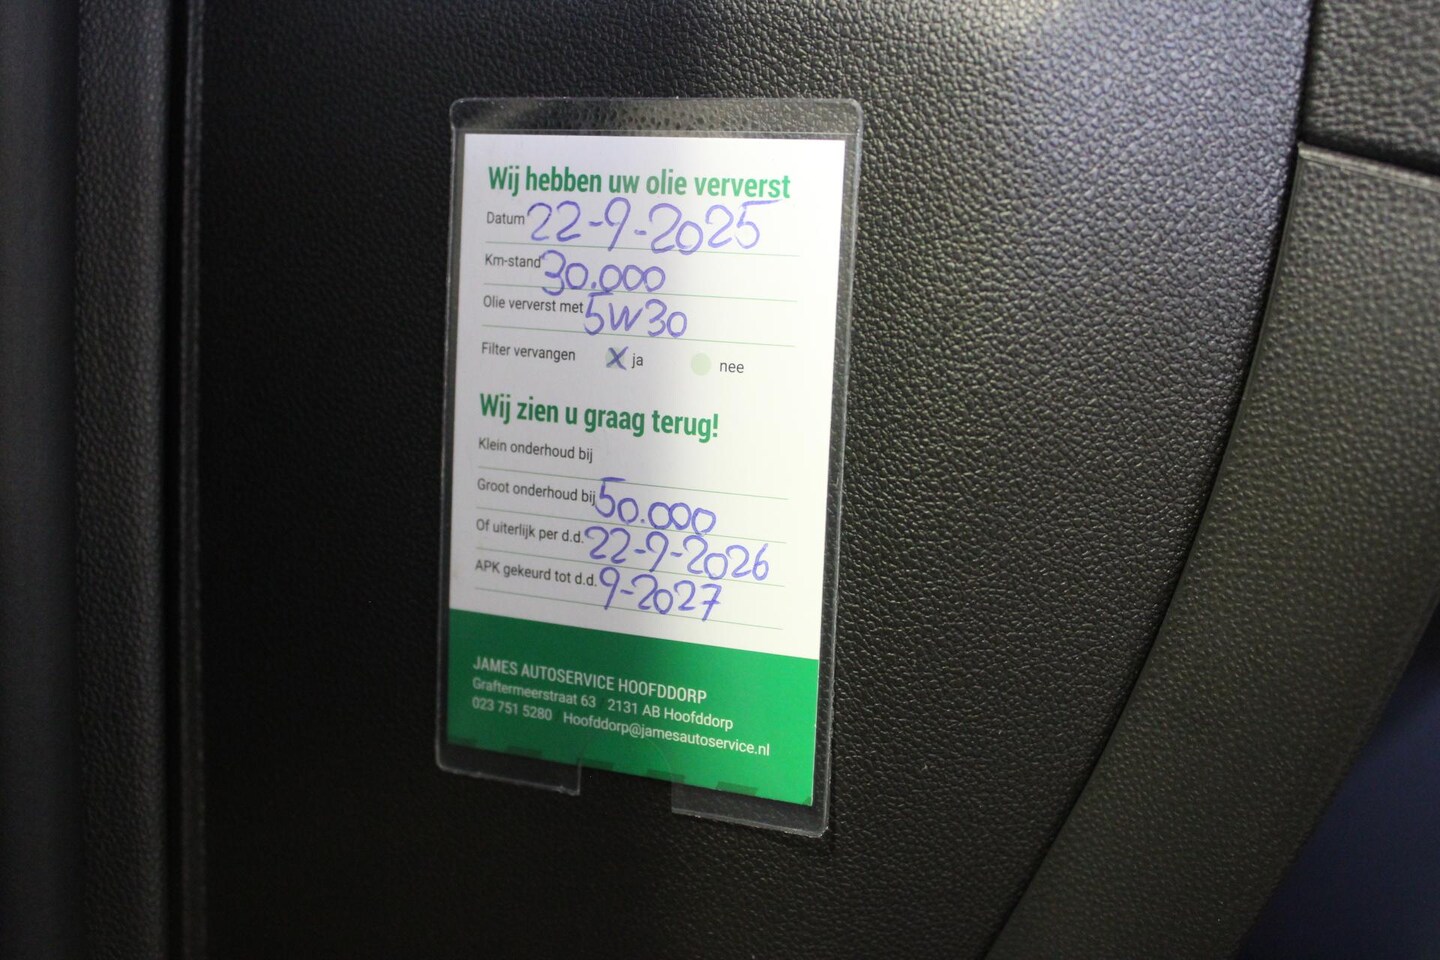 Wij hebben uw olie ververst
Datum 22-9-2025
Km-stand 30.000
Olie ververst met 5W30
Filter vervangen X ja nee
Wij zien u graag terug!
Klein onderhoud bij
Groot onderhoud bij 50.000
Of uiterlijk per d.d. 22-9-2026
APK gekeurd tot d.d. 9-2027
JAMES AUTOSERVICE HOOFDDORP
Graftermeerstraat 63 2131 AB Hoofddorp
023 751 5280 Hoofddorp@jamesautoservice.nl